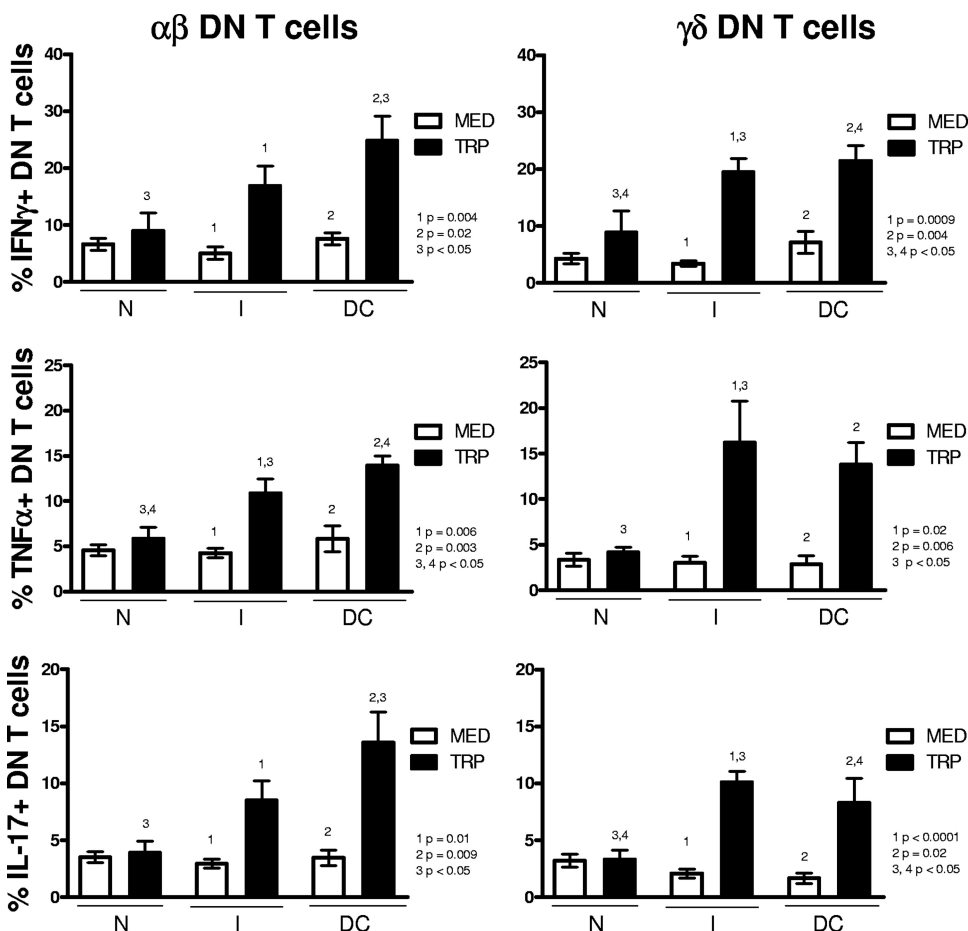 αβ DN T cells
% IFNγ+ DN T cells
40
30
20
10
0
3
1
1
2
2,3
MED
TRP
1 p = 0.004
2 p = 0.02
3 p < 0.05
N I DC
γδ DN T cells
40
30
20
10
0
3,4
1
1,3
2
2,4
MED
TRP
1 p = 0.0009
2 p = 0.004
3, 4 p < 0.05
N I DC
% TNFα+ DN T cells
25
20
15
10
5
0
3,4
1
1,3
2
2,4
MED
TRP
1 p = 0.006
2 p = 0.003
3, 4 p < 0.05
N I DC
25
20
15
10
5
0
3
1
1,3
2
2
MED
TRP
1 p = 0.02
2 p = 0.006
3 p < 0.05
N I DC
% IL-17+ DN T cells
20
15
10
5
0
3
1
1
2
2,3
MED
TRP
1 p = 0.01
2 p = 0.009
3 p < 0.05
N I DC
20
15
10
5
0
3,4
1
1,3
2
2,4
MED
TRP
1 p < 0.0001
2 p = 0.02
3, 4 p < 0.05
N I DC